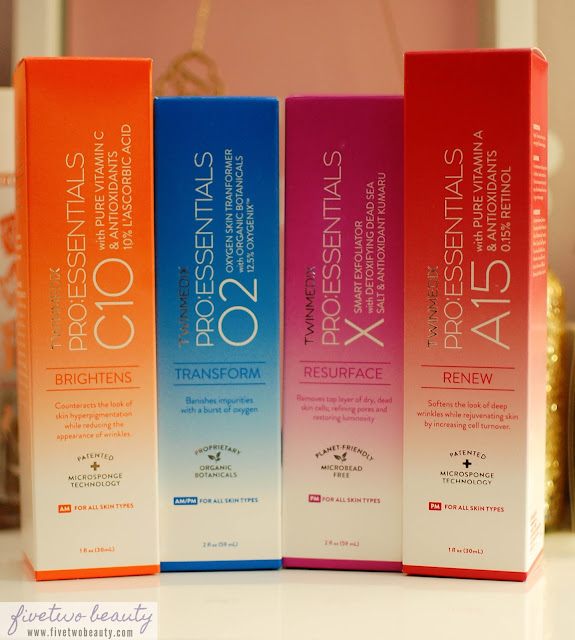 TWINMEDIX
PRO:ESSENTIALS
C10
with PURE VITAMIN C
& ANTIOXIDANTS
10% L'ASCORBIC ACID
BRIGHTENS
Counteracts the look of
skin hyperpigmentation
while reducing the
appearance of wrinkles.
PATENTED
+
MICROSPONGE
TECHNOLOGY
AM FOR ALL SKIN TYPES
1 fl oz (30mL)
TWINMEDIX
PRO:ESSENTIALS
O2
OXYGEN SKIN TRANFORMER
with ORGANIC BOTANICALS
12.5% OXYGENIX™
TRANSFORM
Banishes impurities
with a burst of oxygen
PROPRIETARY
ORGANIC
BOTANICALS
AM/PM FOR ALL SKIN TYPES
2 fl oz (59 mL)
TWINMEDIX
PRO:ESSENTIALS
X
SMART EXFOLIATOR
with DETOXIFYING DEAD SEA
SALT & ANTIOXIDANT KUMARU
RESURFACE
Removes top layer of dry, dead
skin cells; refining pores and
restoring luminosity
PLANET-FRIENDLY
MICROBEAD
FREE
PM FOR ALL SKIN TYPES
2 fl oz (59 mL)
TWINMEDIX
PRO:ESSENTIALS
A15
with PURE VITAMIN A
& ANTIOXIDANTS
0.15% RETINOL
RENEW
Softens the look of deep
wrinkles while rejuvenating skin
by increasing cell turnover.
PATENTED
+
MICROSPONGE
TECHNOLOGY
PM FOR ALL SKIN TYPES
1 fl oz (30mL)
fivetwo beauty
www.fivetwobeauty.com